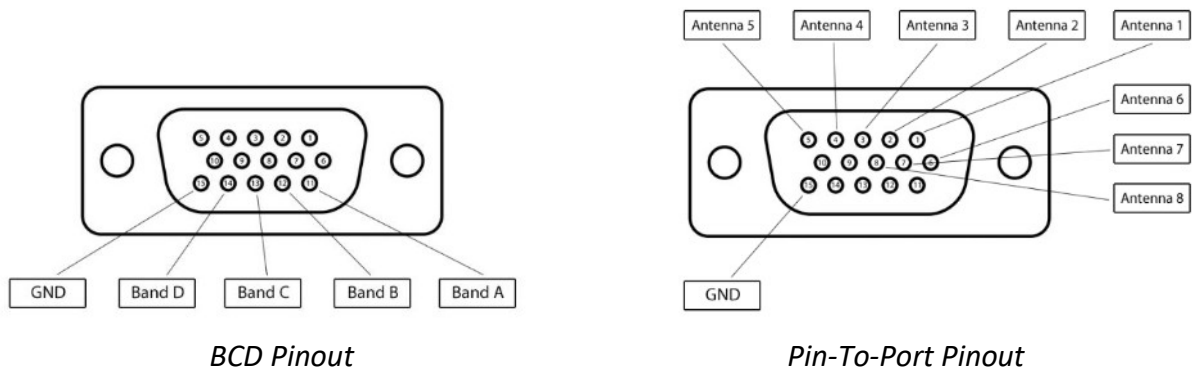 Antenna 5 Antenna 4 Antenna 3 Antenna 2 Antenna 1
Antenna 6
Antenna 7
Antenna 8
5 4 3 2 1
10 9 8 7 6
15 14 13 12 11
5 4 3 2 1
10 9 8 7 6
15 14 13 12 11
GND Band D Band C Band B Band A
GND
BCD Pinout
Pin-To-Port Pinout